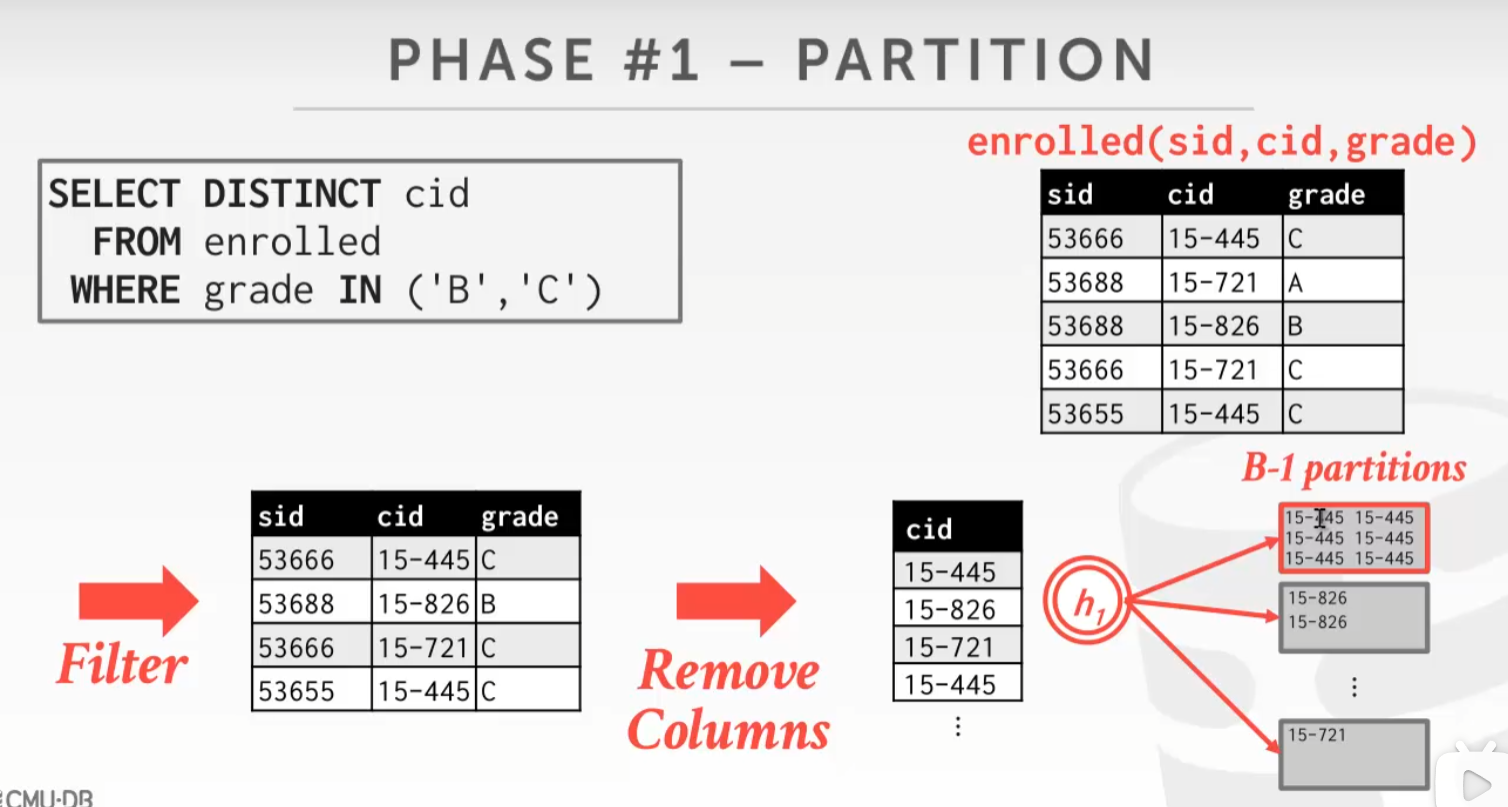 PHASE #1 – PARTITION
SELECT DISTINCT cid
FROM enrolled
WHERE grade IN ('B','C')
enrolled(sid,cid,grade)
sid cid grade
53666 15-445 C
53688 15-721 A
53688 15-826 B
53666 15-721 C
53655 15-445 C
Filter
sid cid grade
53666 15-445 C
53688 15-826 B
53666 15-721 C
53655 15-445 C
Remove
Columns
cid
15-445
15-826
15-721
15-445
⋮
h1
B-1 partitions
15-445 15-445
15-445 15-445
15-445 15-445
15-826
15-826
⋮
15-721
CMU·DB